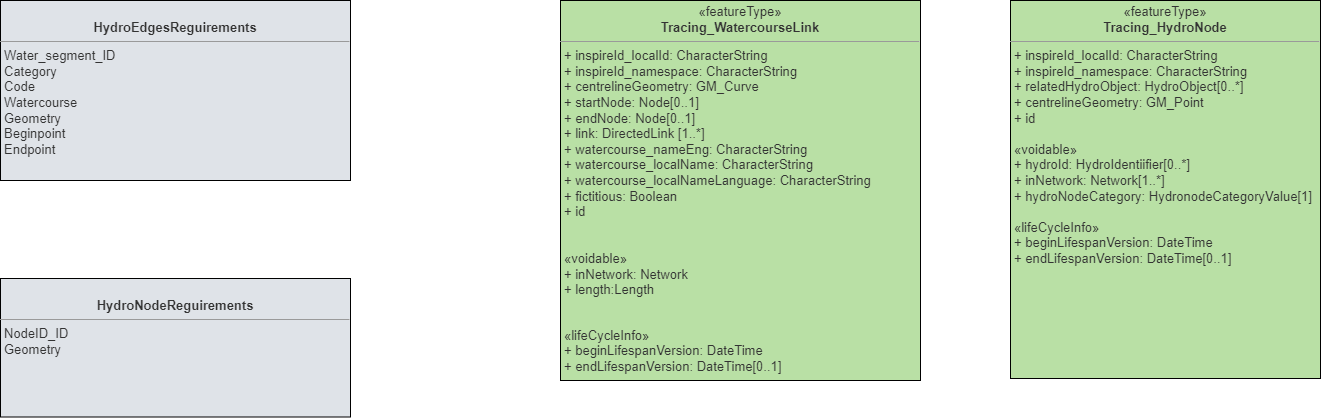 HydroEdgesReguirements
Water_segment_ID
Category
Code
Watercourse
Geometry
Beginpoint
Endpoint
HydroNodeReguirements
NodeID_ID
Geometry
«featureType»
Tracing_WatercourseLink
+ inspireId_localId: CharacterString
+ inspireId_namespace: CharacterString
+ centrelineGeometry: GM_Curve
+ startNode: Node[0..1]
+ endNode: Node[0..1]
+ link: DirectedLink [1..*]
+ watercourse_nameEng: CharacterString
+ watercourse_localName: CharacterString
+ watercourse_localNameLanguage: CharacterString
+ fictitious: Boolean
+ id
«voidable»
+ inNetwork: Network
+ length:Length
«lifeCycleInfo»
+ beginLifespanVersion: DateTime
+ endLifespanVersion: DateTime[0..1]
«featureType»
Tracing_HydroNode
+ inspireId_localId: CharacterString
+ inspireId_namespace: CharacterString
+ relatedHydroObject: HydroObject[0..*]
+ centrelineGeometry: GM_Point
+ id
«voidable»
+ hydroId: HydroIdentiifier[0..*]
+ inNetwork: Network[1..*]
+ hydroNodeCategory: HydronodeCategoryValue[1]
«lifeCycleInfo»
+ beginLifespanVersion: DateTime
+ endLifespanVersion: DateTime[0..1]